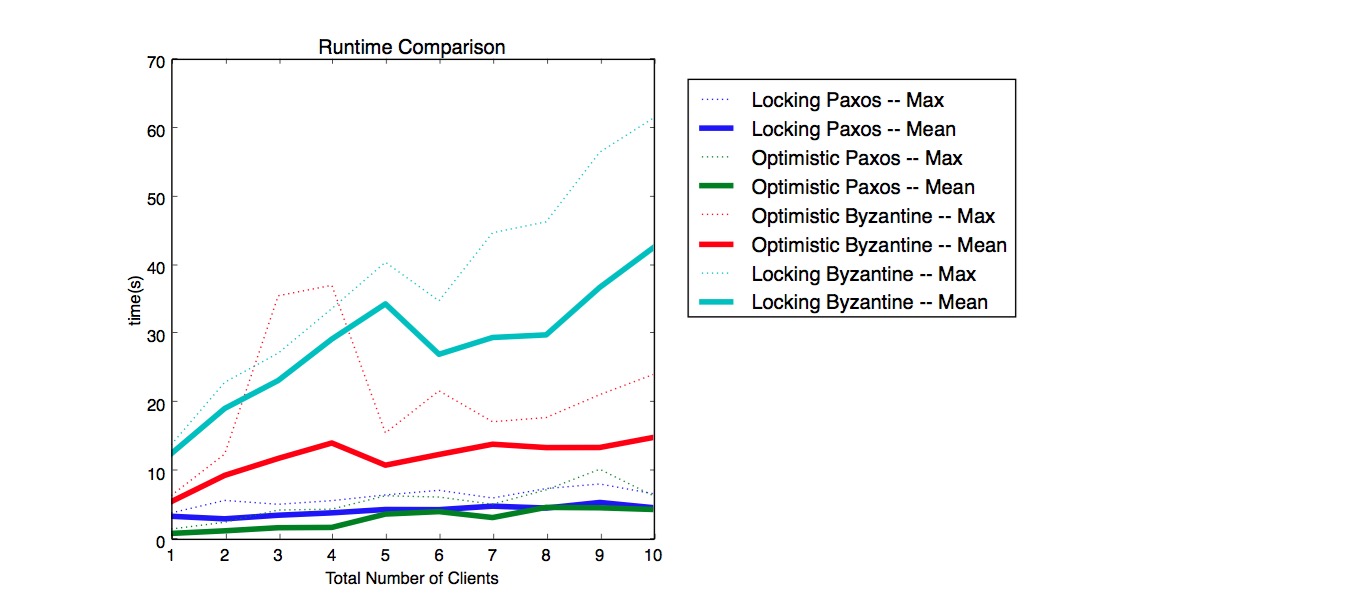 Runtime Comparison
70
60
50
40
30
20
10
0
time(s)
1 2 3 4 5 6 7 8 9 10
Total Number of Clients
Locking Paxos -- Max
Locking Paxos -- Mean
Optimistic Paxos -- Max
Optimistic Paxos -- Mean
Optimistic Byzantine -- Max
Optimistic Byzantine -- Mean
Locking Byzantine -- Max
Locking Byzantine -- Mean